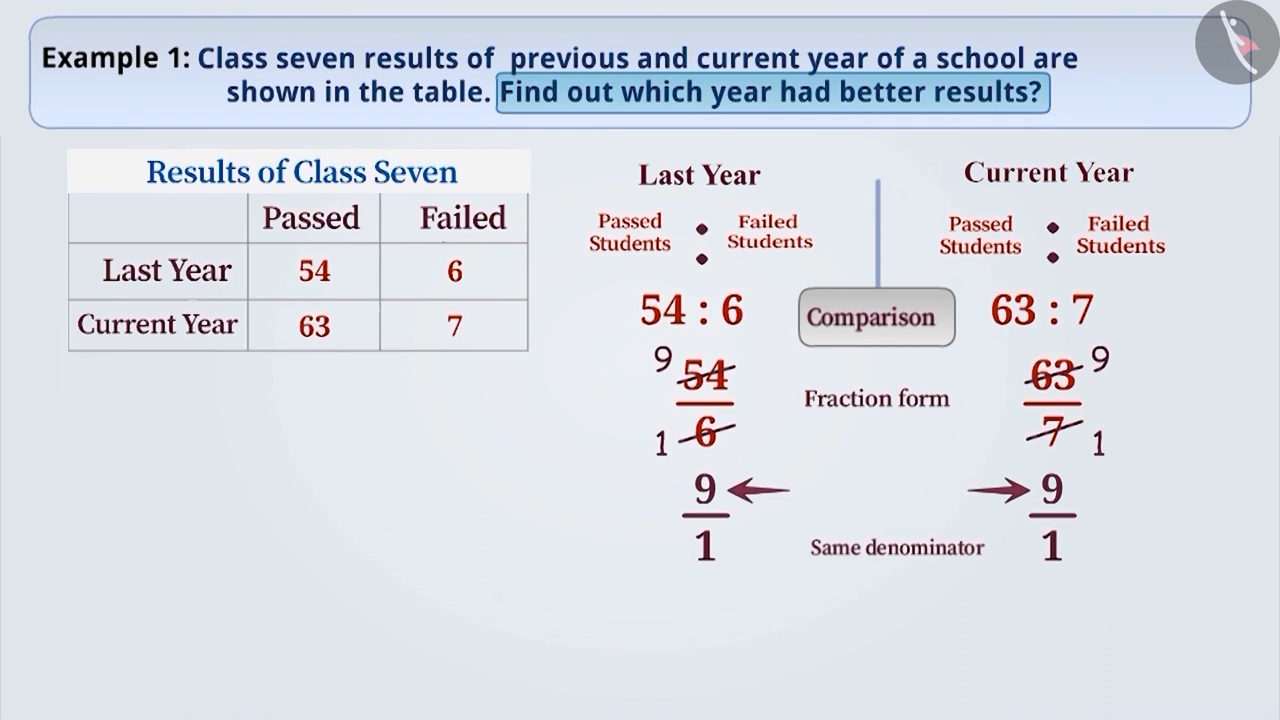 Example 1: Class seven results of previous and current year of a school are
shown in the table. Find out which year had better results?
Results of Class Seven
Passed Failed
Last Year 54 6
Current Year 63 7
Last Year
Passed Students : Failed Students
54 : 6
9 54
1 6
9
1
Comparison
Fraction form
Same denominator
Current Year
Passed Students : Failed Students
63 : 7
63 9
7 1
9
1